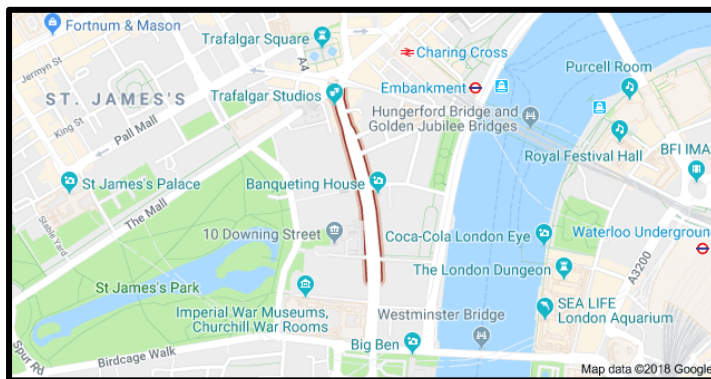 Fortnum & Mason
Jermyn St
Trafalgar Square
A4
Charing Cross
Purcell Room
ST. JAMES'S
King St
Pall Mall
Trafalgar Studios
Embankment
Hungerford Bridge and
Golden Jubilee Bridges
Royal Festival Hall
BFI IMA
St James's Palace
Stable Yard
The Mall
Banqueting House
10 Downing Street
Coca-Cola London Eye
Waterloo Underground
A3200
The London Dungeon
St James's Park
Imperial War Museums,
Churchill War Rooms
SEA LIFE
London Aquarium
Westminster Bridge
Spur Rd
Birdcage Walk
Big Ben
Map data ©2018 Google